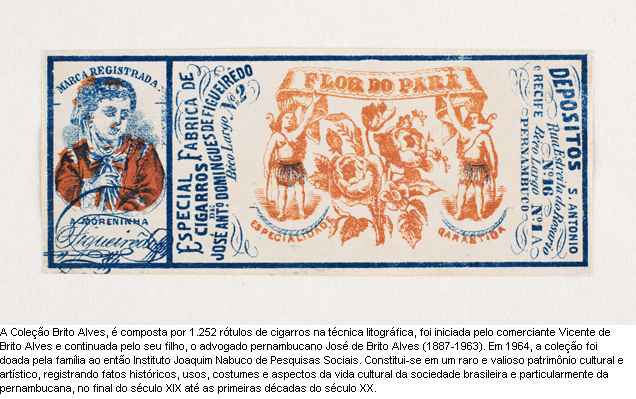 MARCA REGISTRADA
A MORENINHA
Figueiredo
ESPECIAL FABRICA DE
CIGARROS
JOSÉ ANTº DOMINGUES DE FIGUEIRÊDO
Beco Largo Nº 2
FLOR DO PARÁ
ESPECIALIDADE
GARANTIDA
DEPOSITOS
S. ANTONIO
Rua Estr. do Rosario
Nº 16
RECIFE Beco Largo Nº 1A
PERNAMBUCO
A Coleção Brito Alves, é composta por 1.252 rótulos de cigarros na técnica litográfica, foi iniciada pelo comerciante Vicente de
Brito Alves e continuada pelo seu filho, o advogado pernambucano José de Brito Alves (1887-1963). Em 1964, a coleção foi
doada pela família ao então Instituto Joaquim Nabuco de Pesquisas Sociais. Constitui-se em um raro e valioso patrimônio cultural e
artístico, registrando fatos históricos, usos, costumes e aspectos da vida cultural da sociedade brasileira e particularmente da
pernambucana, no final do século XIX até as primeiras décadas do século XX.